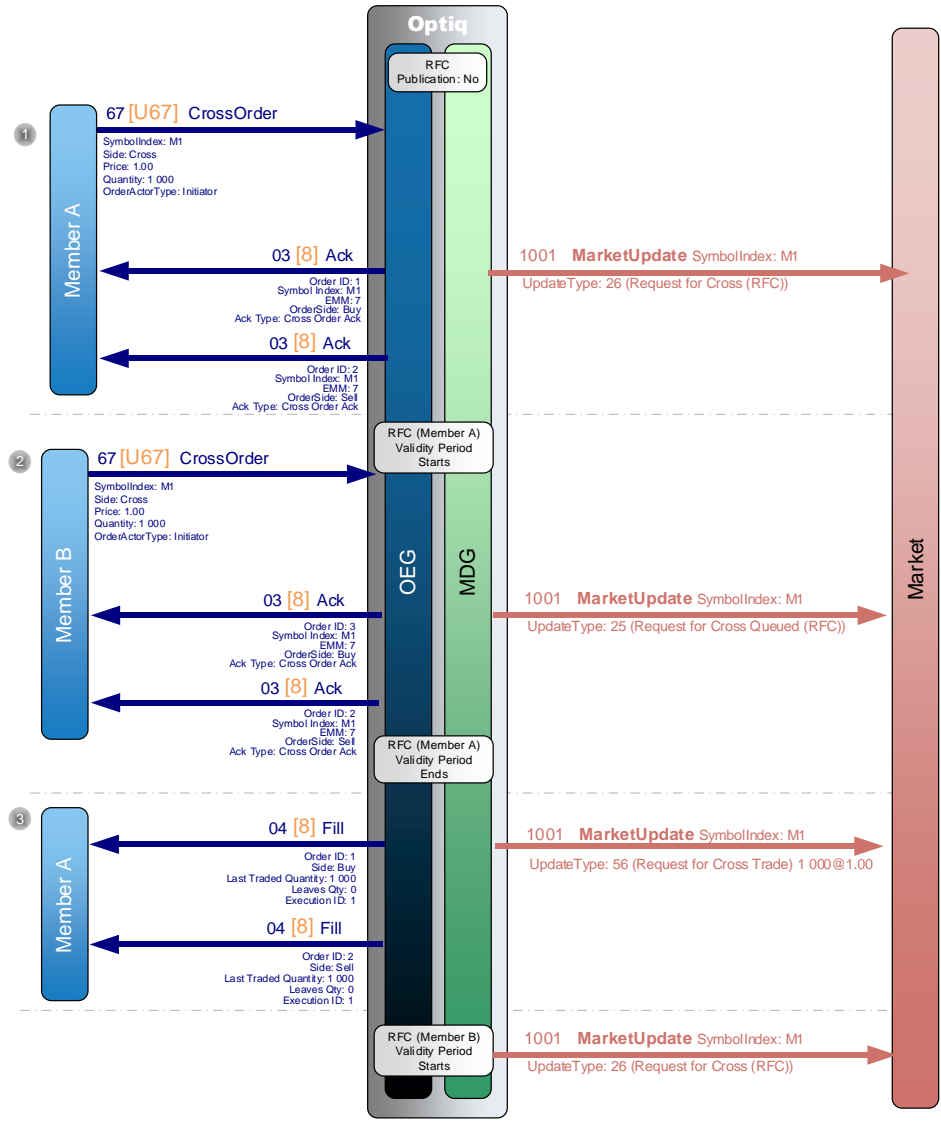 Optiq
RFC
Publication: No
1
67 [U67] CrossOrder
SymbolIndex: M1
Side: Cross
Price: 1.00
Quantity: 1 000
OrderActorType: Initiator
Member A
03 [8] Ack
Order ID: 1
Symbol Index: M1
EMM: 7
OrderSide: Buy
Ack Type: Cross Order Ack
1001 MarketUpdate SymbolIndex: M1
UpdateType: 26 (Request for Cross (RFC))
03 [8] Ack
Order ID: 2
Symbol Index: M1
EMM: 7
OrderSide: Sell
Ack Type: Cross Order Ack
RFC (Member A)
Validity Period
Starts
2
67 [U67] CrossOrder
SymbolIndex: M1
Side: Cross
Price: 1.00
Quantity: 1 000
OrderActorType: Initiator
Member B
OEG
MDG
Market
03 [8] Ack
Order ID: 3
Symbol Index: M1
EMM: 7
OrderSide: Buy
Ack Type: Cross Order Ack
1001 MarketUpdate SymbolIndex: M1
UpdateType: 25 (Request for Cross Queued (RFC))
03 [8] Ack
Order ID: 2
Symbol Index: M1
EMM: 7
OrderSide: Sell
Ack Type: Cross Order Ack
RFC (Member A)
Validity Period
Ends
3
Member A
04 [8] Fill
Order ID: 1
Side: Buy
Last Traded Quantity: 1 000
Leaves Qty: 0
Execution ID: 1
1001 MarketUpdate SymbolIndex: M1
UpdateType: 56 (Request for Cross Trade) 1 000@1.00
04 [8] Fill
Order ID: 2
Side: Sell
Last Traded Quantity: 1 000
Leaves Qty: 0
Execution ID: 1
RFC (Member B)
Validity Period
Starts
1001 MarketUpdate SymbolIndex: M1
UpdateType: 26 (Request for Cross (RFC))